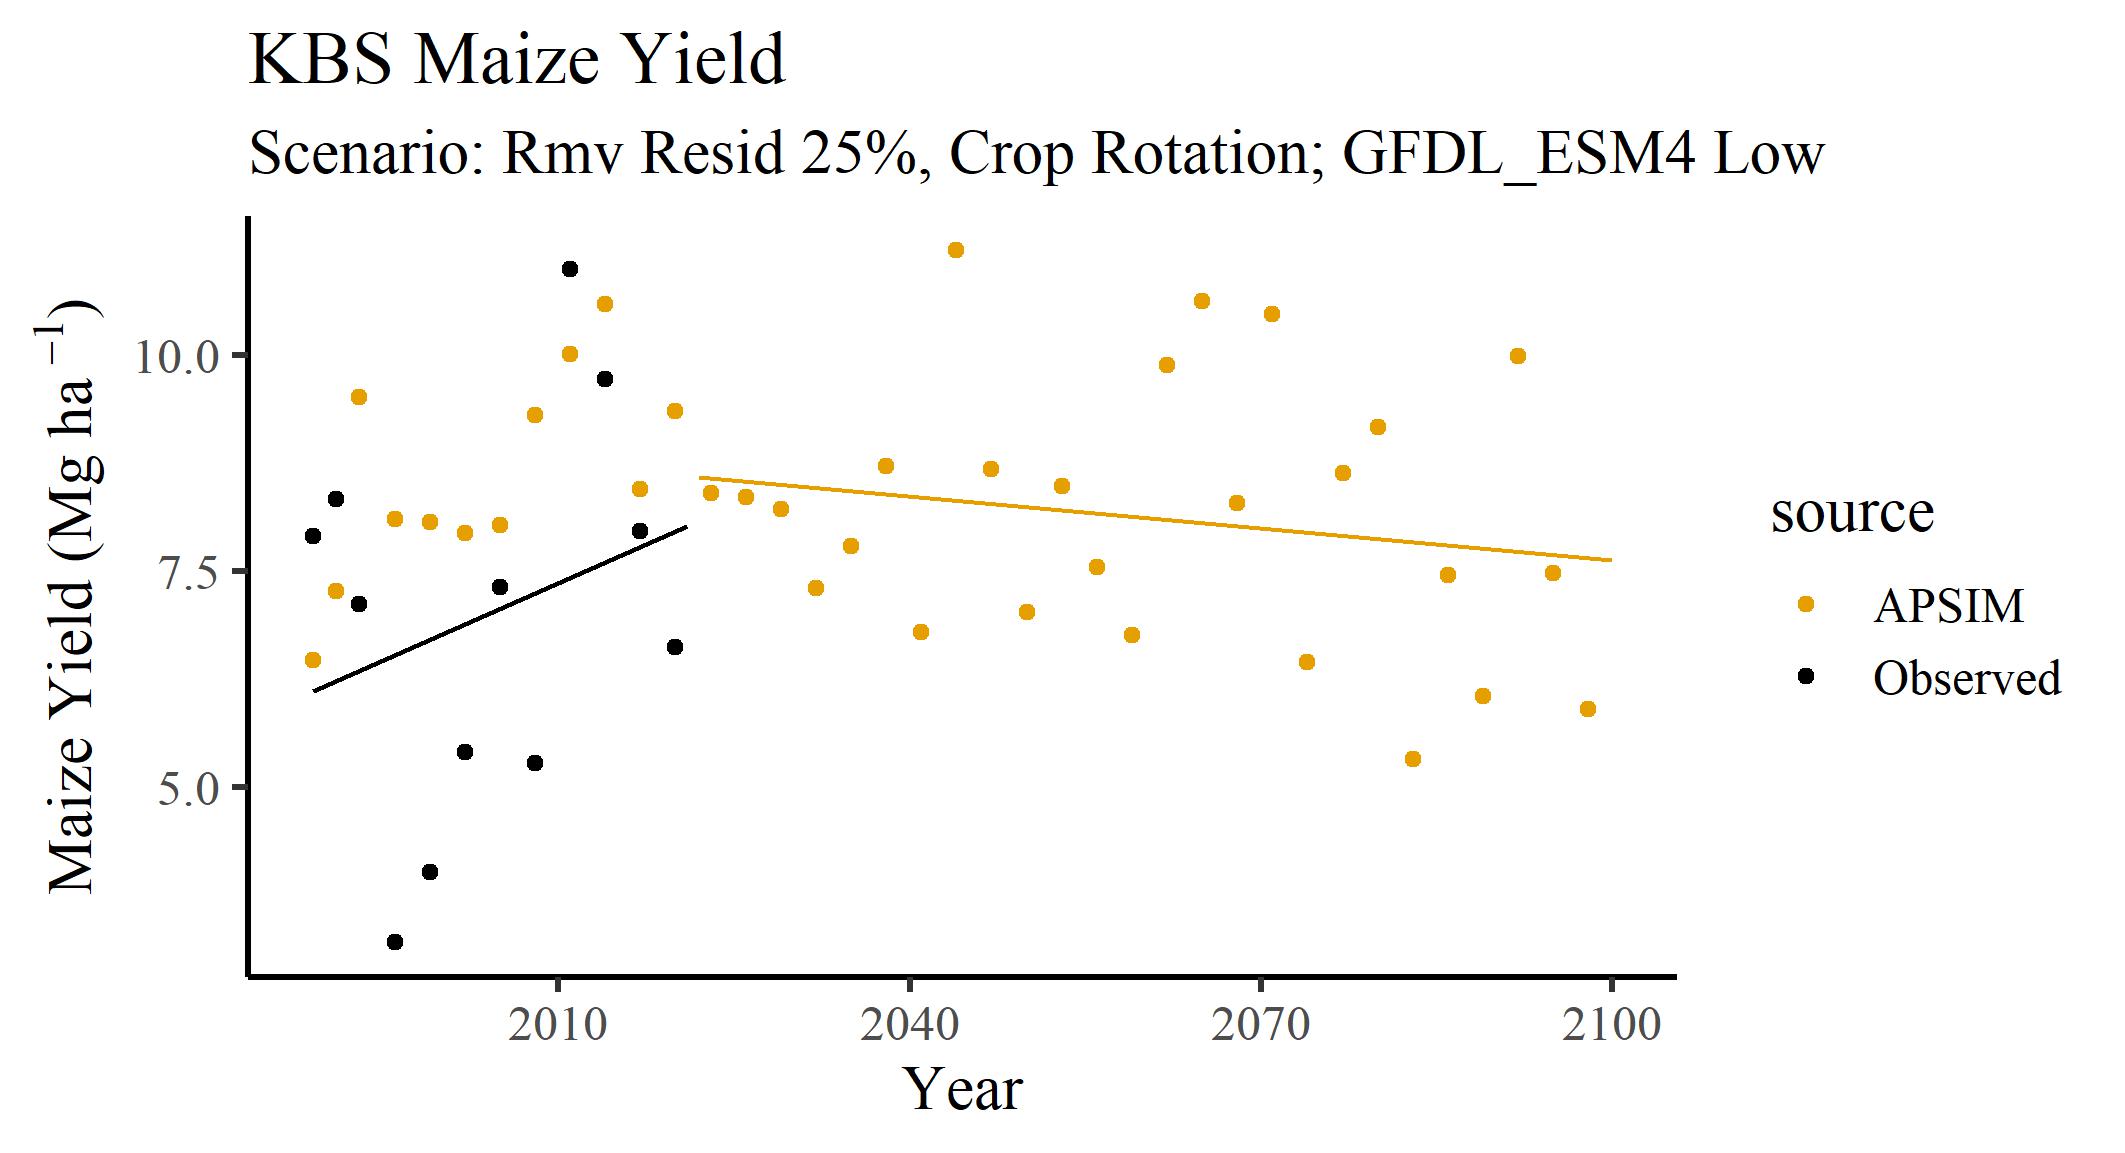 KBS Maize Yield
Scenario: Rmv Resid 25%, Crop Rotation; GFDL_ESM4 Low
Maize Yield (Mg ha⁻¹)
10.0
7.5
5.0
2010 2040 2070 2100
Year
source
APSIM
Observed